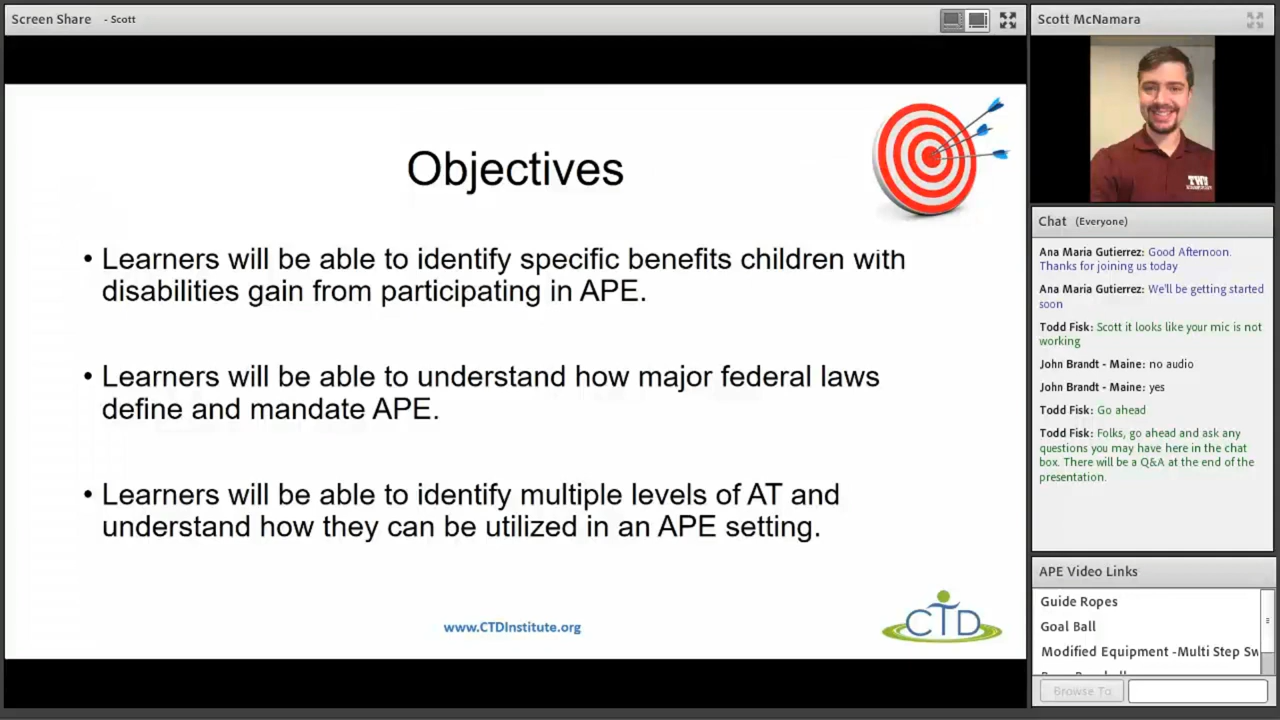 Screen Share - Scott
Objectives
• Learners will be able to identify specific benefits children with
disabilities gain from participating in APE.
• Learners will be able to understand how major federal laws
define and mandate APE.
• Learners will be able to identify multiple levels of AT and
understand how they can be utilized in an APE setting.
www.CTDInstitute.org
CTD
Scott McNamara
TWU
Chat (Everyone)
Ana Maria Gutierrez: Good Afternoon.
Thanks for joining us today
Ana Maria Gutierrez: We'll be getting started
soon
Todd Fisk: Scott it looks like your mic is not
working
John Brandt - Maine: no audio
John Brandt - Maine: yes
Todd Fisk: Go ahead
Todd Fisk: Folks, go ahead and ask any
questions you may have here in the chat
box. There will be a Q&A at the end of the
presentation.
APE Video Links
Guide Ropes
Goal Ball
Modified Equipment -Multi Step Sw
Browse To